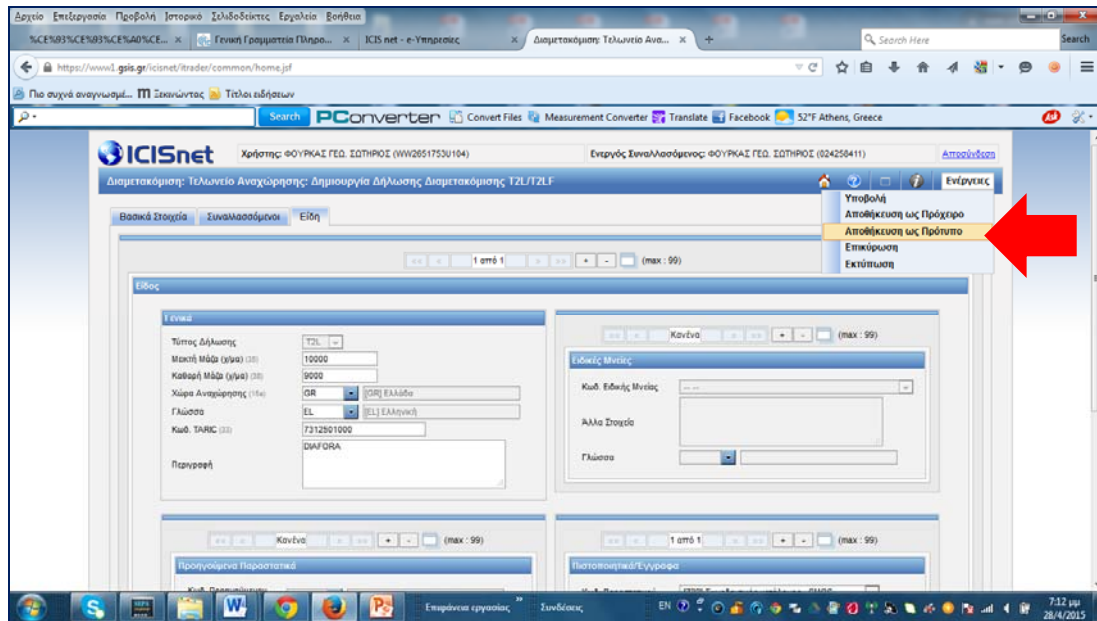 Αρχείο Επεξεργασία Προβολή Ιστορικό Σελιδοδείκτες Εργαλεία Βοήθεια
%CE%93%CE%93%CE%A0%CE... × Γενική Γραμματεία Πληρο... × ICIS net - e-Υπηρεσίες × Διαμετακόμιση: Τελωνείο Ανα... × + Search Here Search
https://www1.gsis.gr/icisnet/itrader/common/home.jsf
Πιο συχνά αναγνωσμέ... Ξεκινώντας Τίτλοι ειδήσεων
Search PCOnverter Convert Files Measurement Converter Translate Facebook 52°F Athens, Greece
ICISnet Χρήστης: ΦΟΥΡΚΑΣ ΓΕΩ. ΣΩΤΗΡΙΟΣ (WW2651753U104) Ενεργός Συναλλασσόμενος: ΦΟΥΡΚΑΣ ΓΕΩ. ΣΩΤΗΡΙΟΣ (024258411) Αποσύνδεση
Διαμετακόμιση: Τελωνείο Αναχώρησης: Δημιουργία Δήλωσης Διαμετακόμισης T2L/T2LF Ενέργειες
Υποβολή
Αποθήκευση ως Πρόχειρο
Αποθήκευση ως Πρότυπο
Επικύρωση
Εκτύπωση
Βασικά Στοιχεία Συναλλασσόμενοι Είδη
<< < 1 από 1 > >> + - (max : 99)
Είδος
Γενικά
Τύπος Δήλωσης T2L
Μεικτή Μάζα (χ/μα) (35) 10000
Καθαρή Μάζα (χ/μα) (38) 9000
Χώρα Αναχώρησης (15a) GR [GR] Ελλάδα
Γλώσσα EL [EL] Ελληνική
Κωδ. TARIC (33) 7312501000
Περιγραφή DIAFORA
<< < Κανένα > >> + - (max : 99)
Ειδικές Μνείες
Κωδ. Ειδικής Μνείας -- --
Άλλα Στοιχεία
Γλώσσα
<< < Κανένα > >> + - (max : 99)
Προηγούμενα Παραστατικά
<< < 1 από 1 > >> + - (max : 99)
Πιστοποιητικά/Έγγραφα
Επιφάνεια εργασίας » Συνδέσεις EN 7:12 μμ
28/4/2015